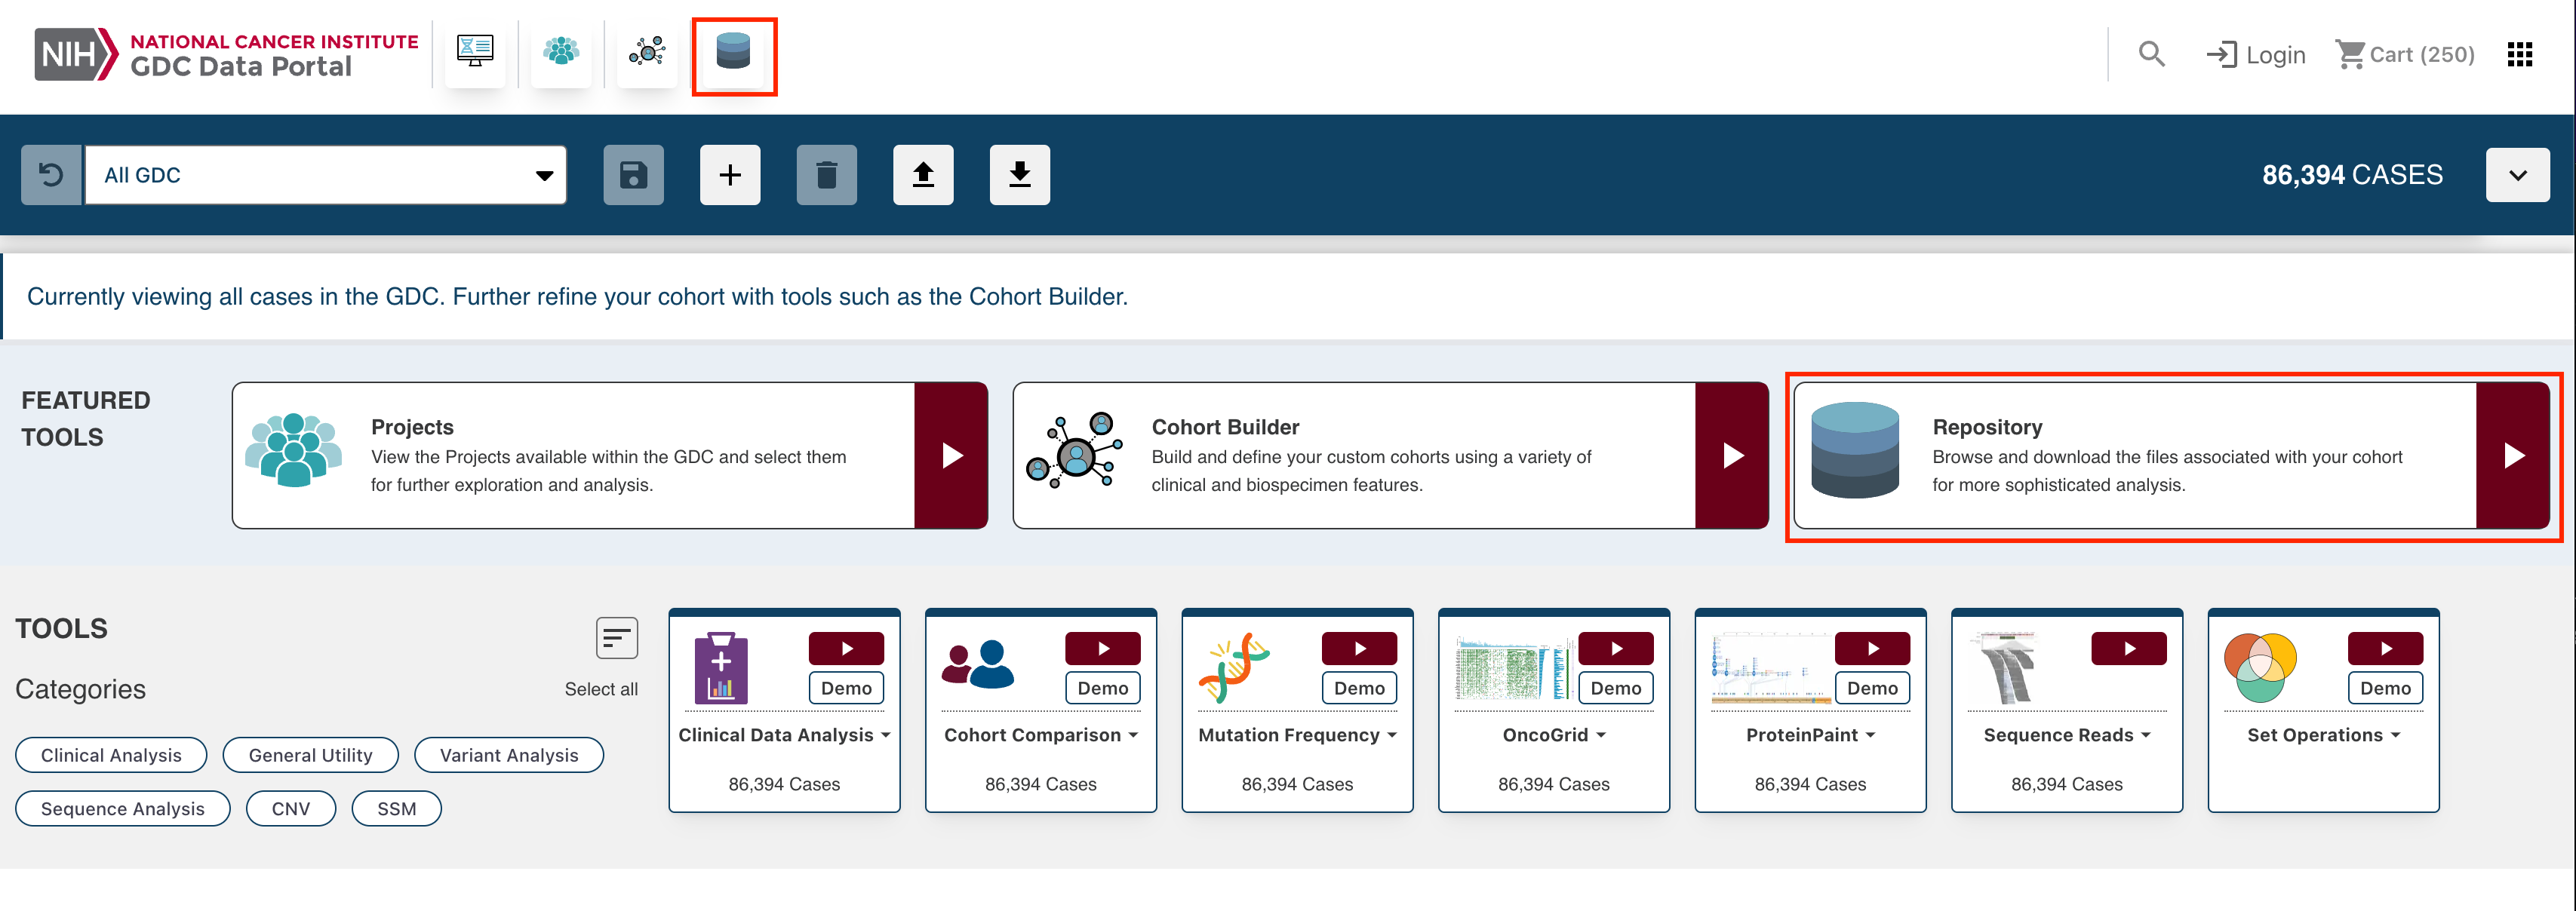 NIH
NATIONAL CANCER INSTITUTE
GDC Data Portal
Login
Cart (250)
All GDC
86,394 CASES
Currently viewing all cases in the GDC. Further refine your cohort with tools such as the Cohort Builder.
FEATURED
TOOLS
Projects
View the Projects available within the GDC and select them
for further exploration and analysis.
Cohort Builder
Build and define your custom cohorts using a variety of
clinical and biospecimen features.
Repository
Browse and download the files associated with your cohort
for more sophisticated analysis.
TOOLS
Categories
Select all
Clinical Analysis
General Utility
Variant Analysis
Sequence Analysis
CNV
SSM
Demo
Clinical Data Analysis
86,394 Cases
Demo
Cohort Comparison
86,394 Cases
Demo
Mutation Frequency
86,394 Cases
Demo
OncoGrid
86,394 Cases
Demo
ProteinPaint
86,394 Cases
Sequence Reads
86,394 Cases
Demo
Set Operations